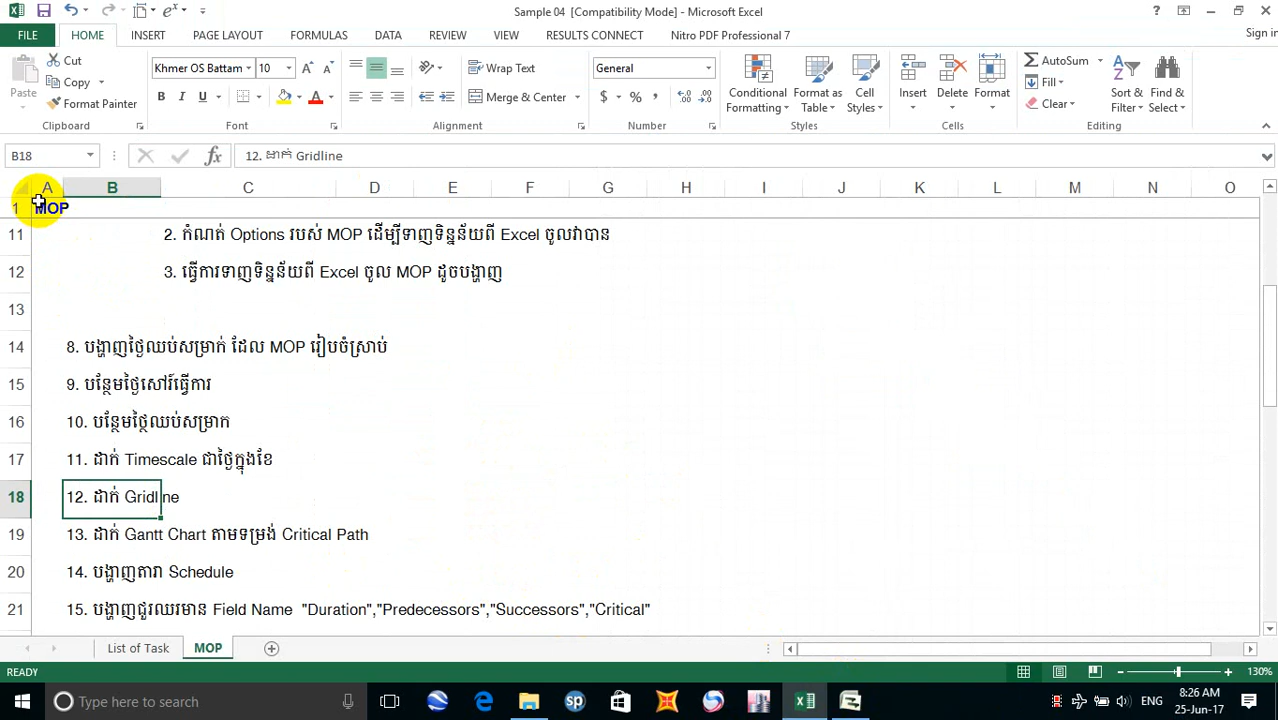 Sample 04 [Compatibility Mode] - Microsoft Excel
FILE HOME INSERT PAGE LAYOUT FORMULAS DATA REVIEW VIEW RESULTS CONNECT Nitro PDF Professional 7 Sign in
Paste Cut Copy Format Painter
Khmer OS Battam 10
B I U A
Wrap Text
Merge & Center
General
$ % ,
Conditional Formatting Format as Table Cell Styles
Insert Delete Format
AutoSum Fill Clear
Sort & Filter Find & Select
Clipboard Font Alignment Number Styles Cells Editing
B18 fx 12. ដាក់ Gridline
A B C D E F G H I J K L M N O
1 MOP
11 2. កំណត់ Options របស់ MOP ដើម្បីទាញទិន្នន័យពី Excel ចូលវាបាន
12 3. ធ្វើការទាញទិន្នន័យពី Excel ចូល MOP ដូចបង្ហាញ
13
14 8. បង្ហាញថ្ងៃឈប់សម្រាក់ ដែល MOP រៀបចំស្រាប់
15 9. បន្ថែមថ្ងៃសៅរ៍ធ្វើការ
16 10. បន្ថែមថ្ងៃឈប់សម្រាក
17 11. ដាក់ Timescale ជាថ្ងៃក្នុងខែ
18 12. ដាក់ Gridline
19 13. ដាក់ Gantt Chart តាមទម្រង់ Critical Path
20 14. បង្ហាញតារា Schedule
21 15. បង្ហាញជួរឈរមាន Field Name "Duration","Predecessors","Successors","Critical"
List of Task MOP
READY 130%
Type here to search
ENG 8:26 AM
25-Jun-17